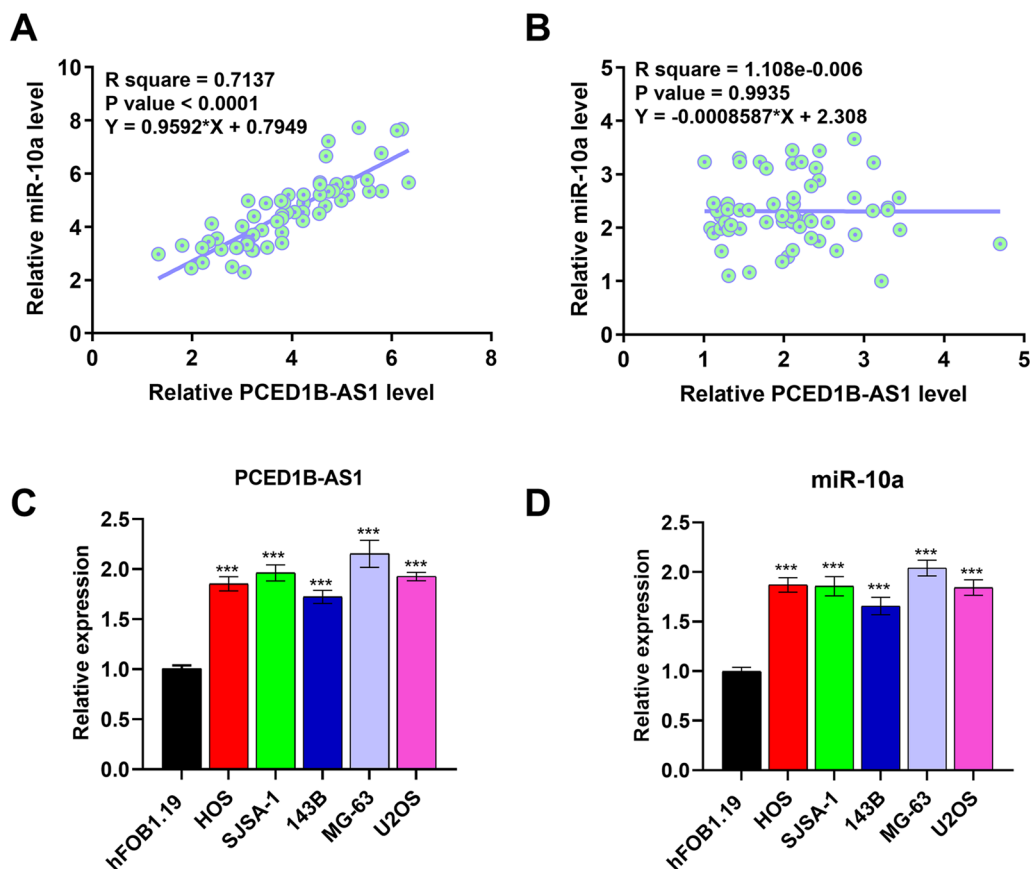 A
R square = 0.7137
P value < 0.0001
Y = 0.9592*X + 0.7949
Relative miR-10a level
10
8
6
4
2
0
0 2 4 6 8
Relative PCED1B-AS1 level
B
R square = 1.108e-0.006
P value = 0.9935
Y = -0.0008587*X + 2.308
Relative miR-10a level
5
4
3
2
1
0
0 1 2 3 4 5
Relative PCED1B-AS1 level
C
PCED1B-AS1
Relative expression
2.5
2.0
1.5
1.0
0.5
0.0
*** *** *** *** ***
hFOB1.19 HOS SJSA-1 143B MG-63 U2OS
D
miR-10a
Relative expression
2.5
2.0
1.5
1.0
0.5
0.0
*** *** *** *** ***
hFOB1.19 HOS SJSA-1 143B MG-63 U2OS